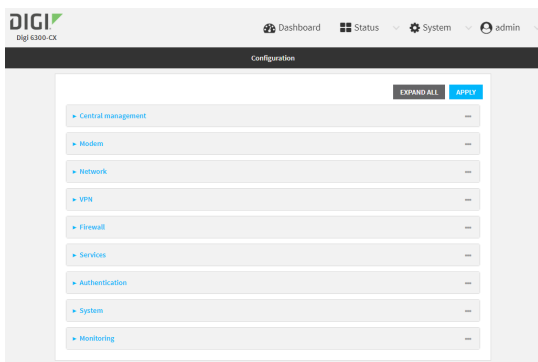 DIGI
Digi 6300-CX
Dashboard Status System admin
Configuration
EXPAND ALL APPLY
Central management
Modem
Network
VPN
Firewall
Services
Authentication
System
Monitoring